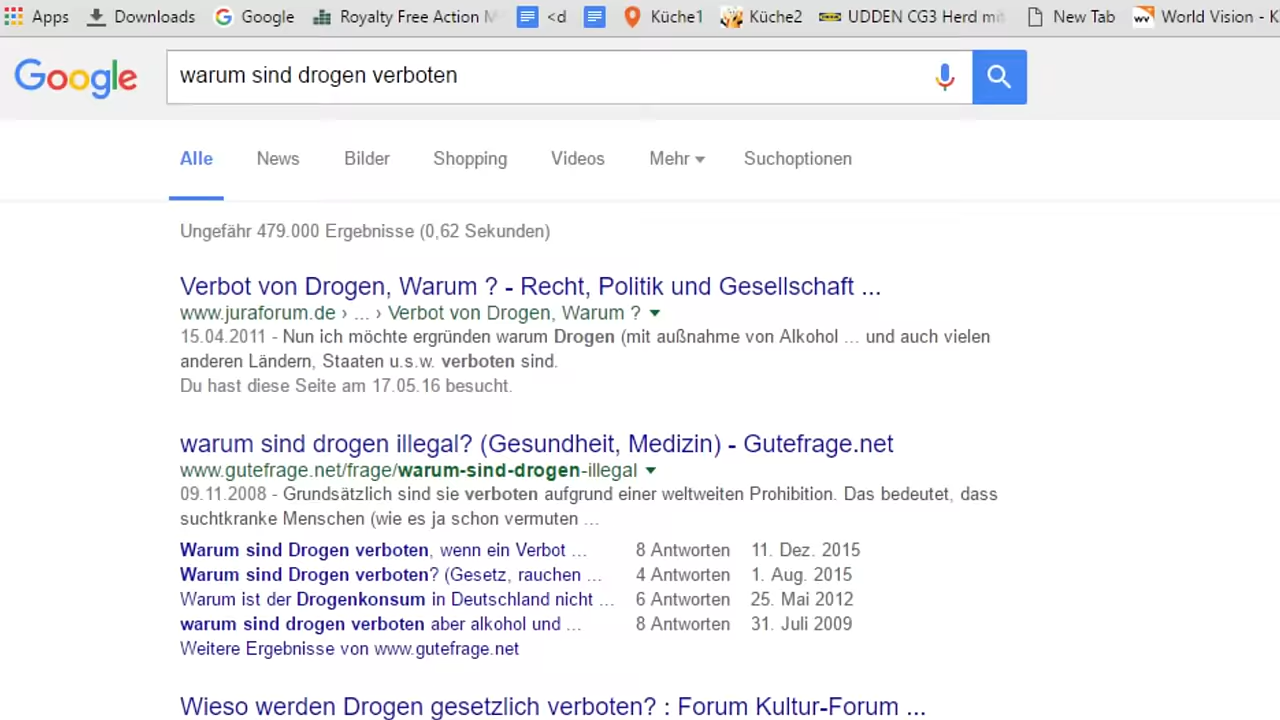 Apps Downloads Google Royalty Free Action M <d Küche1 Küche2 UDDEN CG3 Herd mi New Tab World Vision - K
Google warum sind drogen verboten
Alle News Bilder Shopping Videos Mehr Suchoptionen
Ungefähr 479.000 Ergebnisse (0,62 Sekunden)
Verbot von Drogen, Warum ? - Recht, Politik und Gesellschaft ...
www.juraforum.de › ... › Verbot von Drogen, Warum ?
15.04.2011 - Nun ich möchte ergründen warum Drogen (mit außnahme von Alkohol ... und auch vielen
anderen Ländern, Staaten u.s.w. verboten sind.
Du hast diese Seite am 17.05.16 besucht.
warum sind drogen illegal? (Gesundheit, Medizin) - Gutefrage.net
www.gutefrage.net/frage/warum-sind-drogen-illegal
09.11.2008 - Grundsätzlich sind sie verboten aufgrund einer weltweiten Prohibition. Das bedeutet, dass
suchtkranke Menschen (wie es ja schon vermuten ...
Warum sind Drogen verboten, wenn ein Verbot ... 8 Antworten 11. Dez. 2015
Warum sind Drogen verboten? (Gesetz, rauchen ... 4 Antworten 1. Aug. 2015
Warum ist der Drogenkonsum in Deutschland nicht ... 6 Antworten 25. Mai 2012
warum sind drogen verboten aber alkohol und ... 8 Antworten 31. Juli 2009
Weitere Ergebnisse von www.gutefrage.net
Wieso werden Drogen gesetzlich verboten? : Forum Kultur-Forum ...